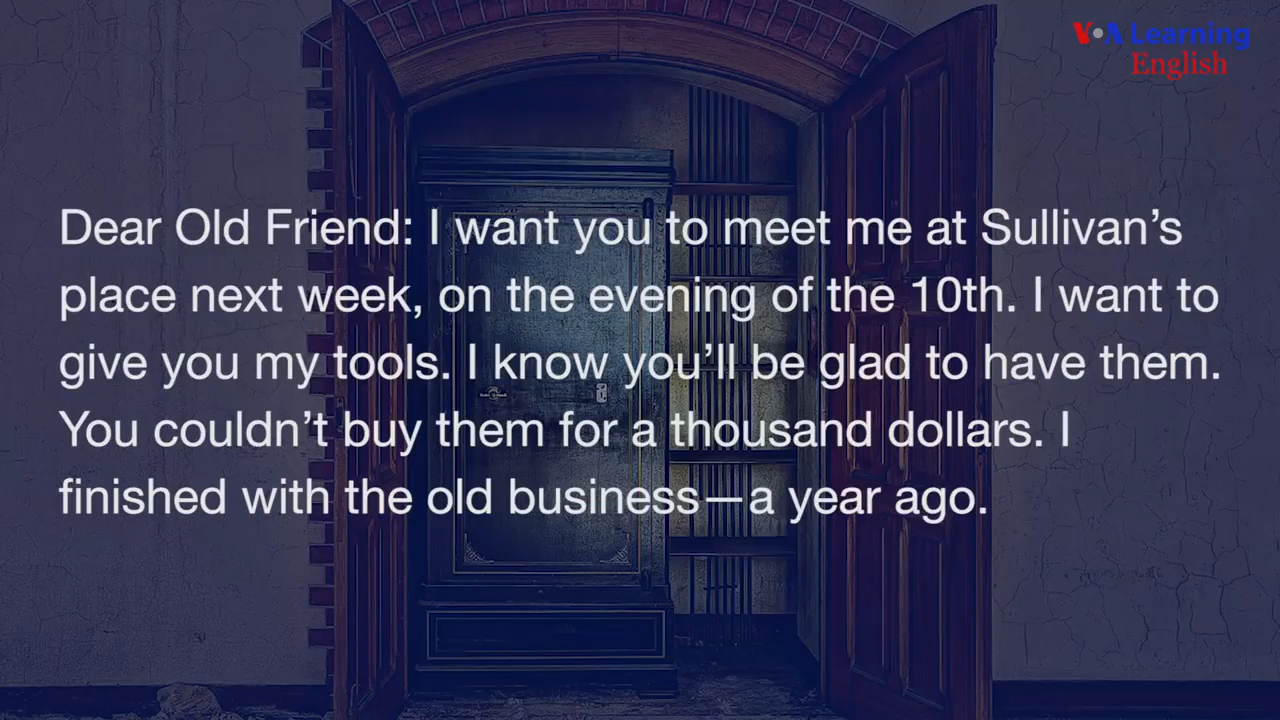 VOA Learning
English
Dear Old Friend: I want you to meet me at Sullivan’s
place next week, on the evening of the 10th. I want to
give you my tools. I know you’ll be glad to have them.
You couldn’t buy them for a thousand dollars. I
finished with the old business—a year ago.